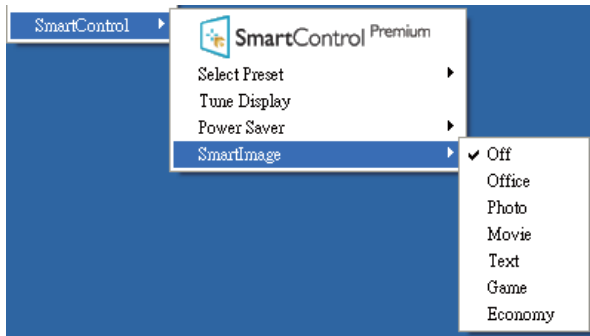 SmartControl
SmartControl Premium
Select Preset
Tune Display
Power Saver
SmartImage
Off
Office
Photo
Movie
Text
Game
Economy